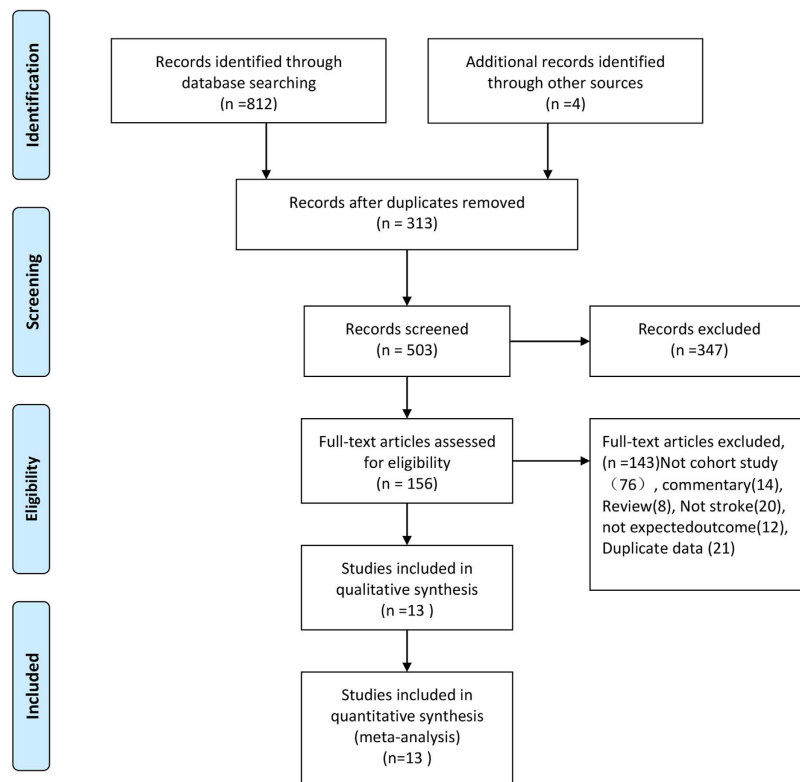 Identification
Records identified through
database searching
(n =812)
Additional records identified
through other sources
(n =4)
Records after duplicates removed
(n = 313)
Screening
Records screened
(n = 503)
Records excluded
(n =347)
Eligibility
Full-text articles assessed
for eligibility
(n = 156)
Full-text articles excluded,
(n =143)Not cohort study
（76）, commentary(14),
Review(8), Not stroke(20),
not expectedoutcome(12),
Duplicate data (21)
Studies included in
qualitative synthesis
(n =13 )
Included
Studies included in
quantitative synthesis
(meta-analysis)
(n=13 )